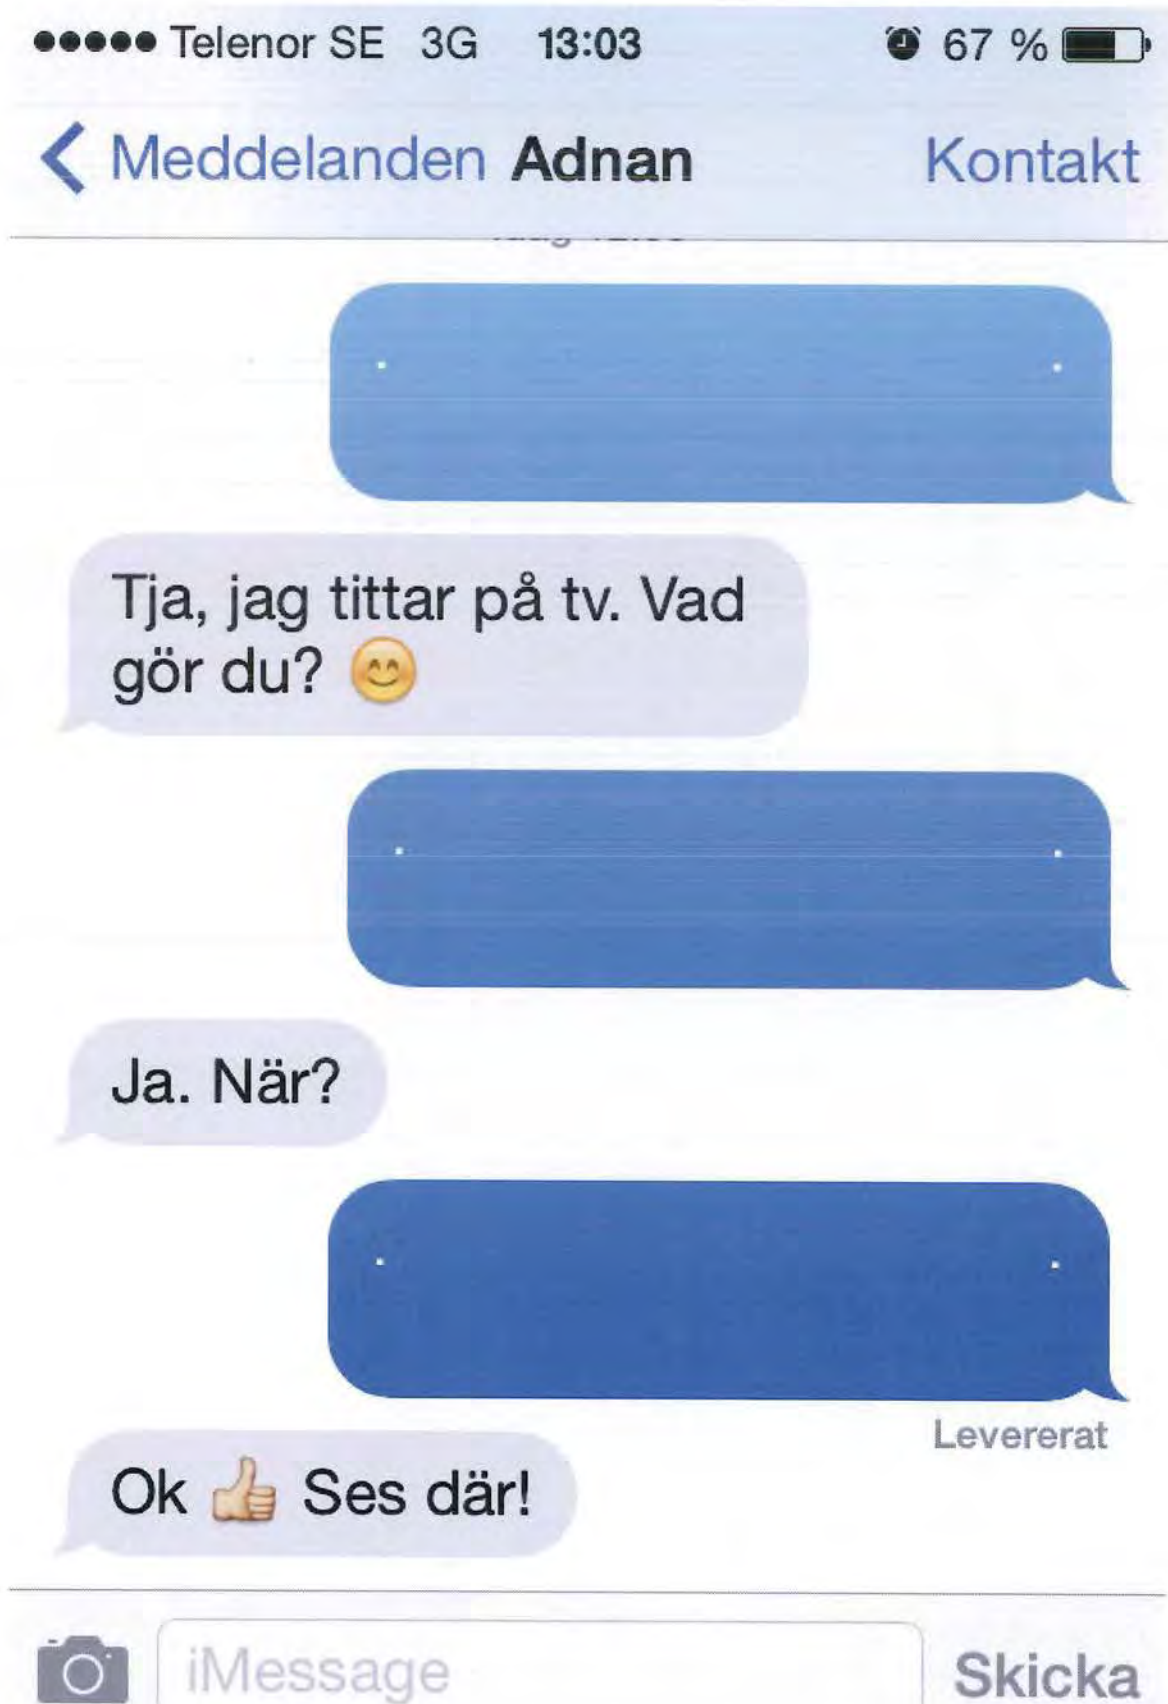 Telenor SE 3G 13:03 67 %
Meddelanden Adnan Kontakt
Tja, jag tittar på tv. Vad
gör du? 😊
Ja. När?
Levererat
Ok 👍 Ses där!
iMessage Skicka